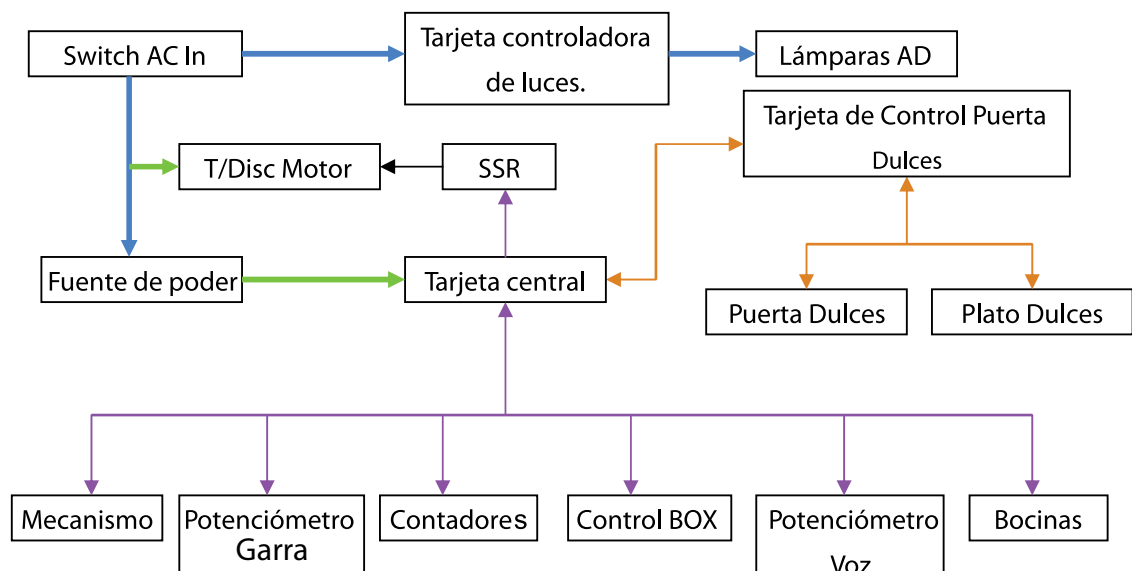 Switch AC In
Tarjeta controladora
de luces.
Lámparas AD
Tarjeta de Control Puerta
Dulces
T/Disc Motor
SSR
Fuente de poder
Tarjeta central
Puerta Dulces
Plato Dulces
Mecanismo
Potenciómetro
Garra
Contadores
Control BOX
Potenciómetro
Voz
Bocinas